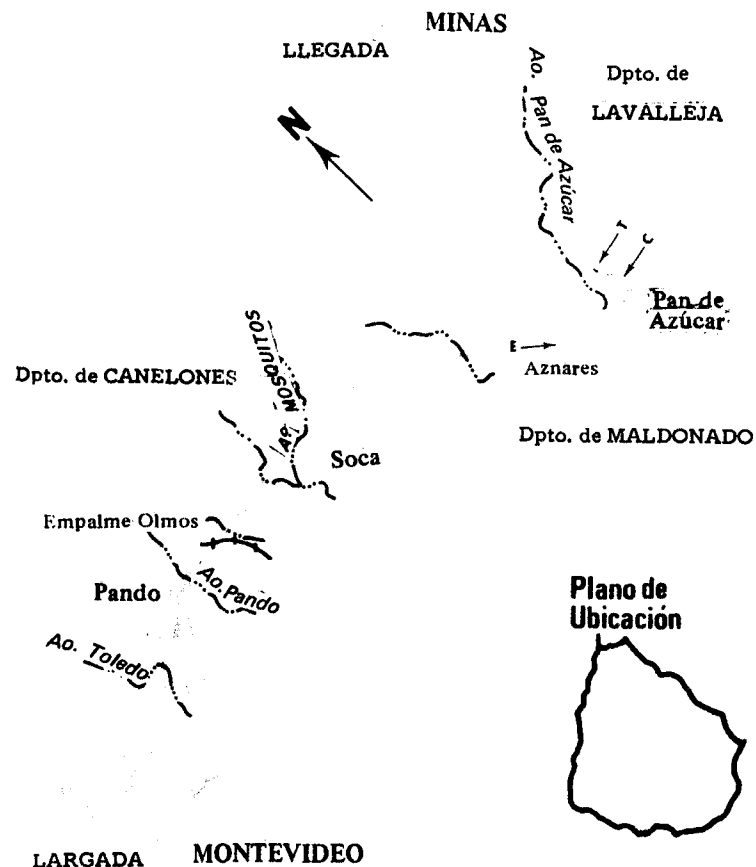 MINAS
LLEGADA
Ao. Pan de Azúcar
Dpto. de
LAVALLEJA
N
T
C
Pan de
Azúcar
E
Aznares
Ao. MOSQUITOS
Dpto. de CANELONES
Dpto. de MALDONADO
Soca
Empalme Olmos
Pando
Ao. Pando
Ao. Toledo
Plano de
Ubicación
LARGADA
MONTEVIDEO